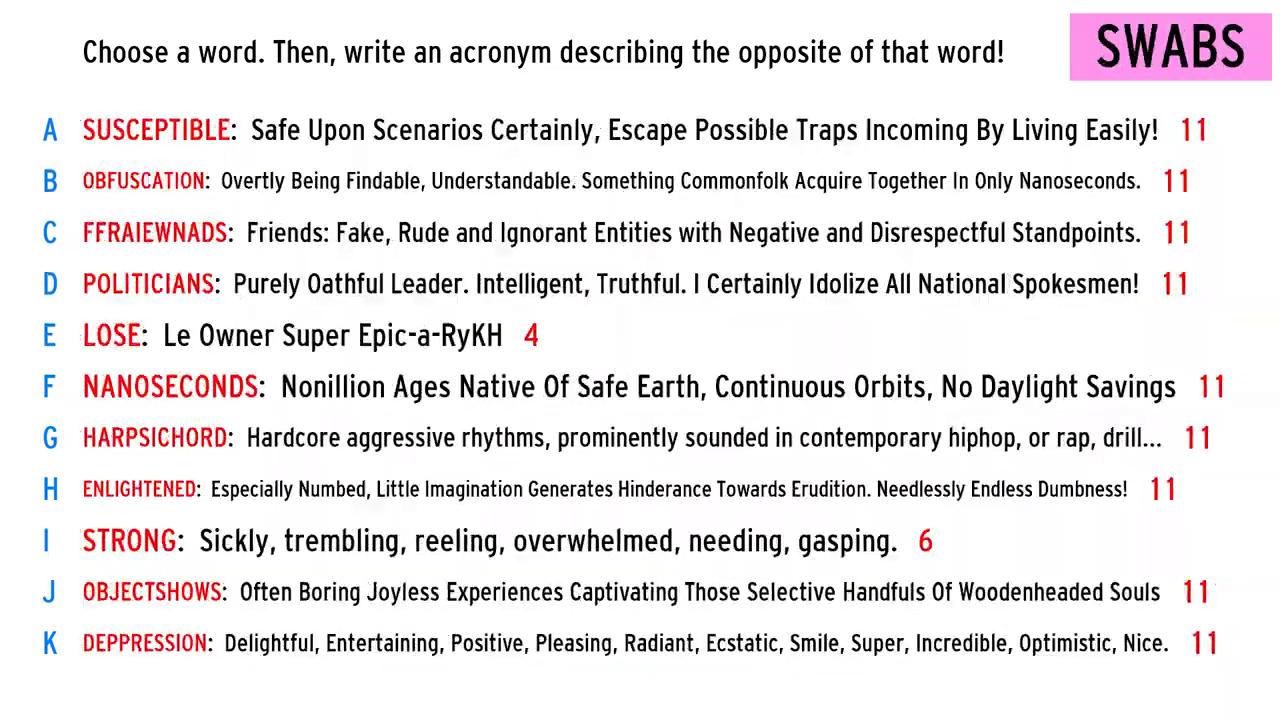 Choose a word. Then, write an acronym describing the opposite of that word!
SWABS
A SUSCEPTIBLE: Safe Upon Scenarios Certainly, Escape Possible Traps Incoming By Living Easily! 11
B OBFUSCATION: Overtly Being Findable, Understandable. Something Commonfolk Acquire Together In Only Nanoseconds. 11
C FFRAIEWNADS: Friends: Fake, Rude and Ignorant Entities with Negative and Disrespectful Standpoints. 11
D POLITICIANS: Purely Oathful Leader. Intelligent, Truthful. I Certainly Idolize All National Spokesmen! 11
E LOSE: Le Owner Super Epic-a-RyKH 4
F NANOSECONDS: Nonillion Ages Native Of Safe Earth, Continuous Orbits, No Daylight Savings 11
G HARPSICHORD: Hardcore aggressive rhythms, prominently sounded in contemporary hiphop, or rap, drill... 11
H ENLIGHTENED: Especially Numbed, Little Imagination Generates Hinderance Towards Erudition. Needlessly Endless Dumbness! 11
I STRONG: Sickly, trembling, reeling, overwhelmed, needing, gasping. 6
J OBJECTSHOWS: Often Boring Joyless Experiences Captivating Those Selective Handfuls Of Woodenheaded Souls 11
K DEPPRESSION: Delightful, Entertaining, Positive, Pleasing, Radiant, Ecstatic, Smile, Super, Incredible, Optimistic, Nice. 11